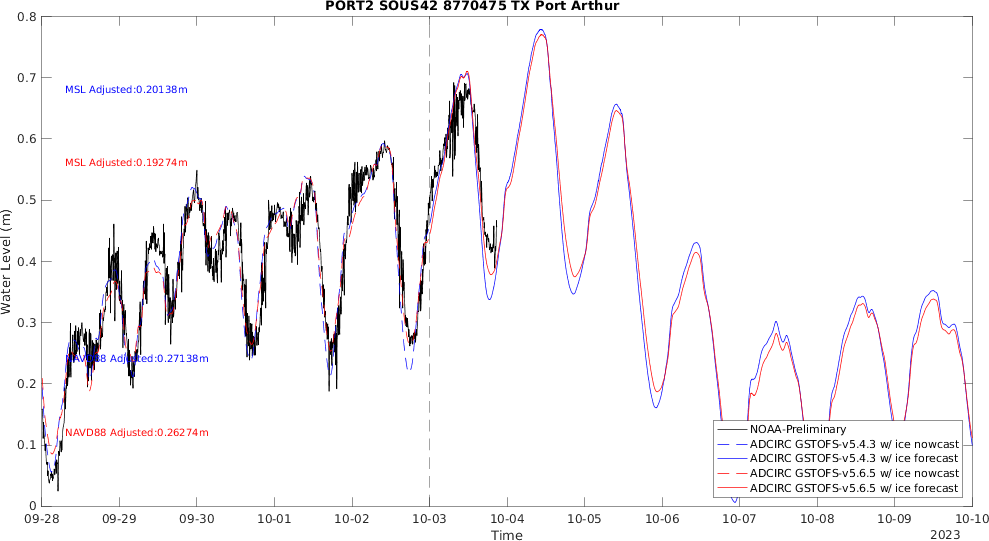 PORT2 SOUS42 8770475 TX Port Arthur
0.8
0.7
0.6
0.5
0.4
0.3
0.2
0.1
0
Water Level (m)
MSL Adjusted:0.20138m
MSL Adjusted:0.19274m
NAVD88 Adjusted:0.27138m
NAVD88 Adjusted:0.26274m
NOAA-Preliminary
ADCIRC GSTOFS-v5.4.3 w/ ice nowcast
ADCIRC GSTOFS-v5.4.3 w/ ice forecast
ADCIRC GSTOFS-v5.6.5 w/ ice nowcast
ADCIRC GSTOFS-v5.6.5 w/ ice forecast
09-28 09-29 09-30 10-01 10-02 10-03 10-04 10-05 10-06 10-07 10-08 10-09 10-10
Time
2023